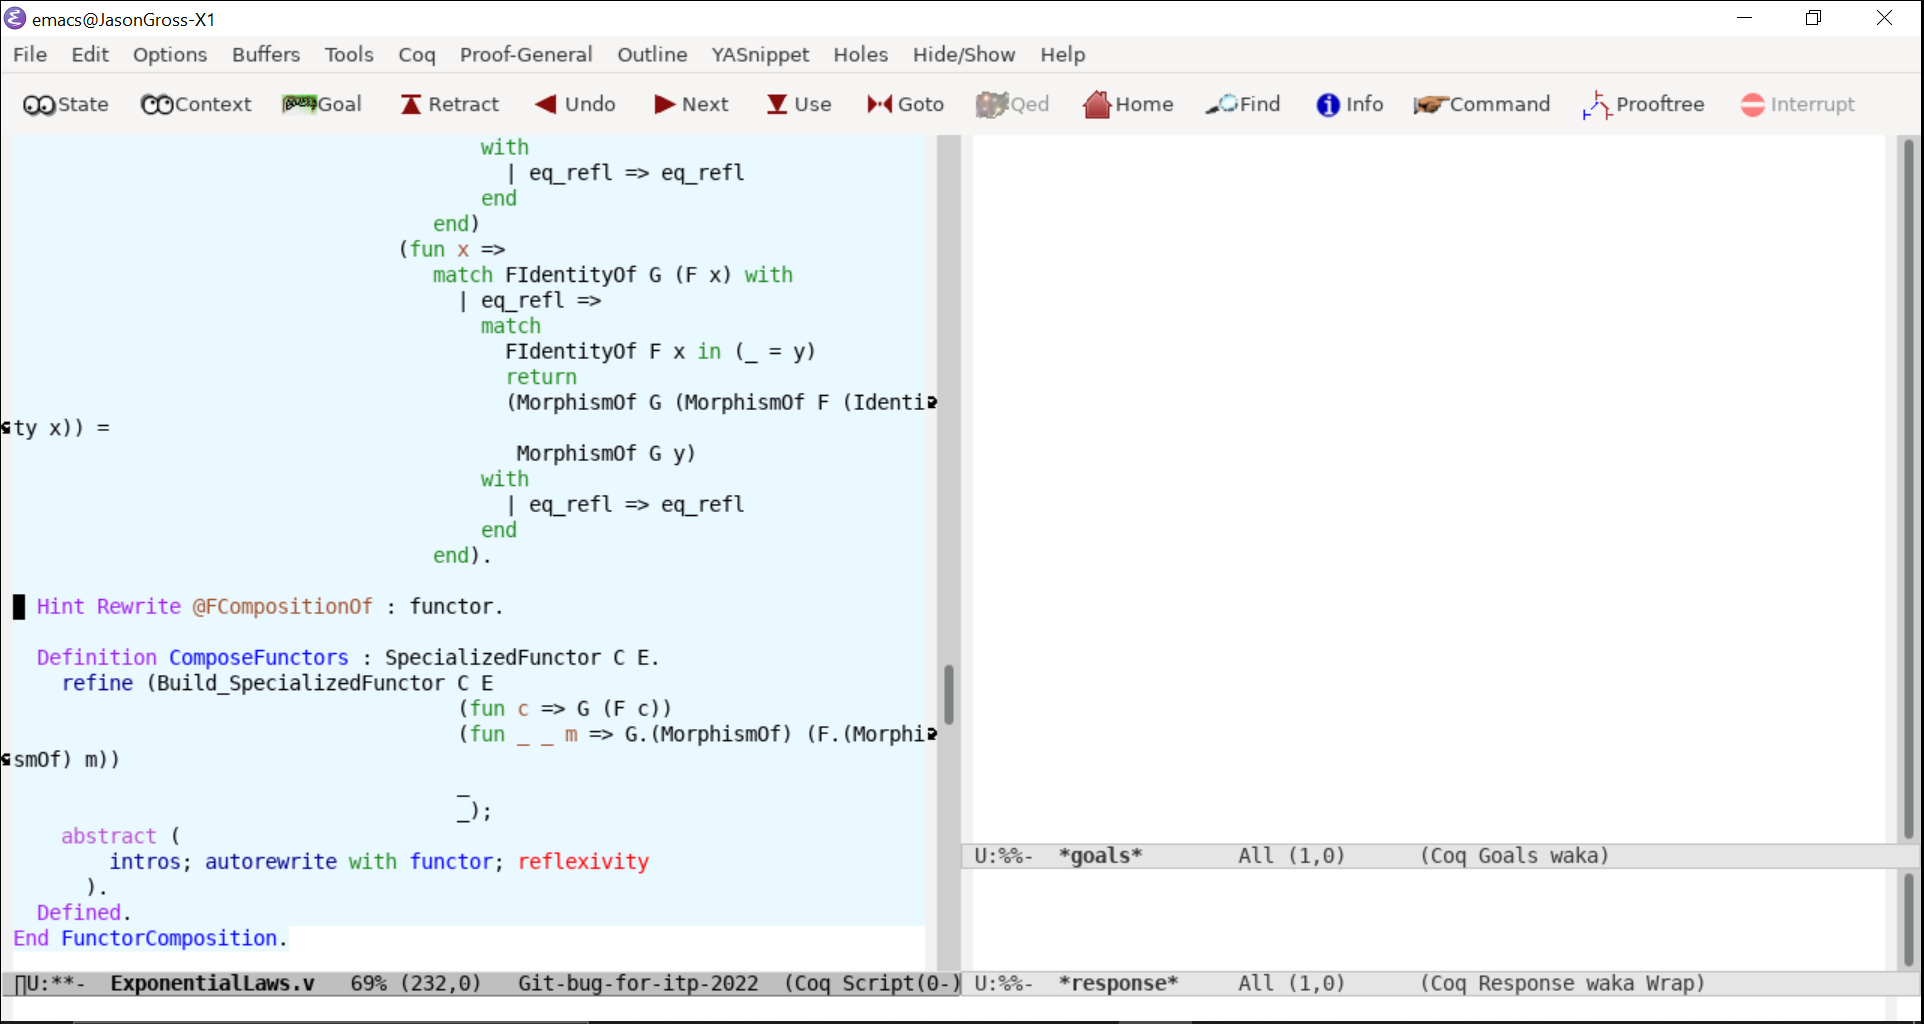 emacs@JasonGross-X1
File Edit Options Buffers Tools Coq Proof-General Outline YASnippet Holes Hide/Show Help
State Context Goal Retract Undo Next Use Goto Qed Home Find Info Command Prooftree Interrupt
with
| eq_refl => eq_refl
end
end)
(fun x =>
match FIdentityOf G (F x) with
| eq_refl =>
match
FIdentityOf F x in (_ = y)
return
(MorphismOf G (MorphismOf F (Identi
ty x)) =
MorphismOf G y)
with
| eq_refl => eq_refl
end
end).
Hint Rewrite @FCompositionOf : functor.
Definition ComposeFunctors : SpecializedFunctor C E.
refine (Build_SpecializedFunctor C E
(fun c => G (F c))
(fun _ _ m => G.(MorphismOf) (F.(Morphi
smOf) m))
_
_);
abstract (
intros; autorewrite with functor; reflexivity
).
Defined.
End FunctorComposition.
U:**-  ExponentialLaws.v   69% (232,0)   Git-bug-for-itp-2022  (Coq Script(0-)
U:%%-  *goals*        All (1,0)      (Coq Goals waka)
U:%%-  *response*     All (1,0)      (Coq Response waka Wrap)